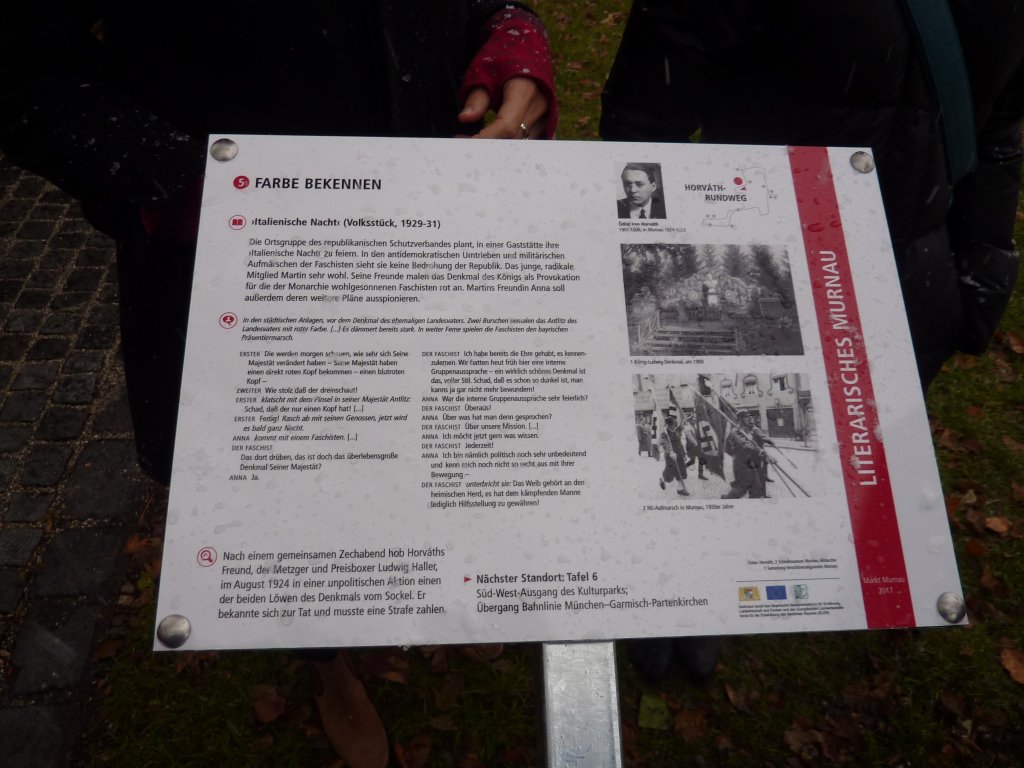 5 FARBE BEKENNEN
›Italienische Nacht‹ (Volksstück, 1929-31)
Die Ortsgruppe des republikanischen Schutzverbandes plant, in einer Gaststätte ihre
›Italienische Nacht‹ zu feiern. In den antidemokratischen Umtrieben und militärischen
Aufmärschen der Faschisten sieht sie keine Bedrohung der Republik. Das junge, radikale
Mitglied Martin sehr wohl. Seine Freunde malen das Denkmal des Königs als Provokation
für die der Monarchie wohlgesonnenen Faschisten rot an. Martins Freundin Anna soll
außerdem deren weitere Pläne ausspionieren.
In den städtischen Anlagen, vor dem Denkmal des ehemaligen Landesvaters. Zwei Burschen bemalen das Antlitz des
Landesvaters mit roter Farbe. [...] Es dämmert bereits stark. In weiter Ferne spielen die Faschisten den bayrischen
Präsentiermarsch.
ERSTER Die werden morgen schauen, wie sehr sich Seine
Majestät verändert haben – Seine Majestät haben
einen direkt roten Kopf bekommen – einen blutroten
Kopf –
ZWEITER Wie stolz daß der dreinschaut!
ERSTER klatscht mit dem Pinsel in Seiner Majestät Antlitz:
Schad, daß der nur einen Kopf hat! [...]
ERSTER Fertig! Rasch ab mit seinen Genossen, jetzt wird
es bald ganz Nacht.
ANNA kommt mit einem Faschisten. [...]
DER FASCHIST
Das dort drüben, das ist doch das überlebensgroße
Denkmal Seiner Majestät?
ANNA Ja.
DER FASCHIST Ich habe bereits die Ehre gehabt, es kennen-
zulernen. Wir hatten heut früh hier eine interne
Gruppenaussprache – ein wirklich schönes Denkmal ist
das, voller Stil. Schad, daß es schon so dunkel ist, man
kanns ja gar nicht mehr bewundern!
ANNA War die interne Gruppenaussprache sehr feierlich?
DER FASCHIST Überaus!
ANNA Über was hat man denn gesprochen?
DER FASCHIST Über unsere Mission. [...]
ANNA Ich möcht jetzt gern was wissen.
DER FASCHIST Jederzeit!
ANNA Ich bin nämlich politisch noch sehr unbedeutend
und kenn mich noch nicht so recht aus mit Ihrer
Bewegung –
DER FASCHIST unterbricht sie: Das Weib gehört an den
heimischen Herd, es hat dem kämpfenden Manne
lediglich Hilfsstellung zu gewähren!
Nach einem gemeinsamen Zechabend hob Horváths
Freund, der Metzger und Preisboxer Ludwig Haller,
im August 1924 in einer unpolitischen Aktion einen
der beiden Löwen des Denkmals vom Sockel. Er
bekannte sich zur Tat und musste eine Strafe zahlen.
Nächster Standort: Tafel 6
Süd-West-Ausgang des Kulturparks;
Übergang Bahnlinie München–Garmisch-Partenkirchen
Ödön von Horváth
HORVÁTH-
RUNDWEG
1 König-Ludwig-Denkmal, um 1900
2 NS-Aufmarsch in Murnau, 1930er Jahre
LITERARISCHES MURNAU
Markt Murnau
2017